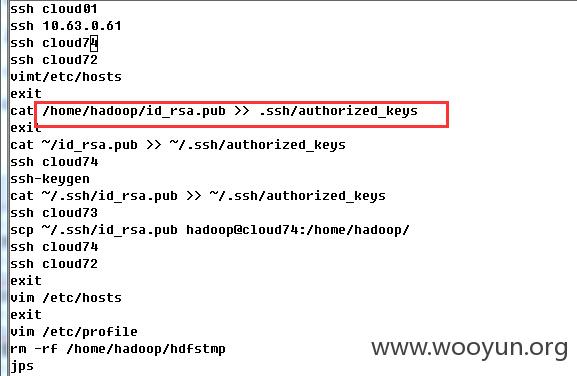 ssh cloud01
ssh 10.63.0.61
ssh cloud74
ssh cloud72
vimt/etc/hosts
exit
cat /home/hadoop/id_rsa.pub >> .ssh/authorized_keys
exit
cat ~/id_rsa.pub >> ~/.ssh/authorized_keys
ssh cloud74
ssh-keygen
cat ~/.ssh/id_rsa.pub >> ~/.ssh/authorized_keys
ssh cloud73
scp ~/.ssh/id_rsa.pub hadoop@cloud74:/home/hadoop/
ssh cloud74
ssh cloud72
exit
vim /etc/hosts
exit
vim /etc/profile
rm -rf /home/hadoop/hdfstmp
jps
www.wooyun.org